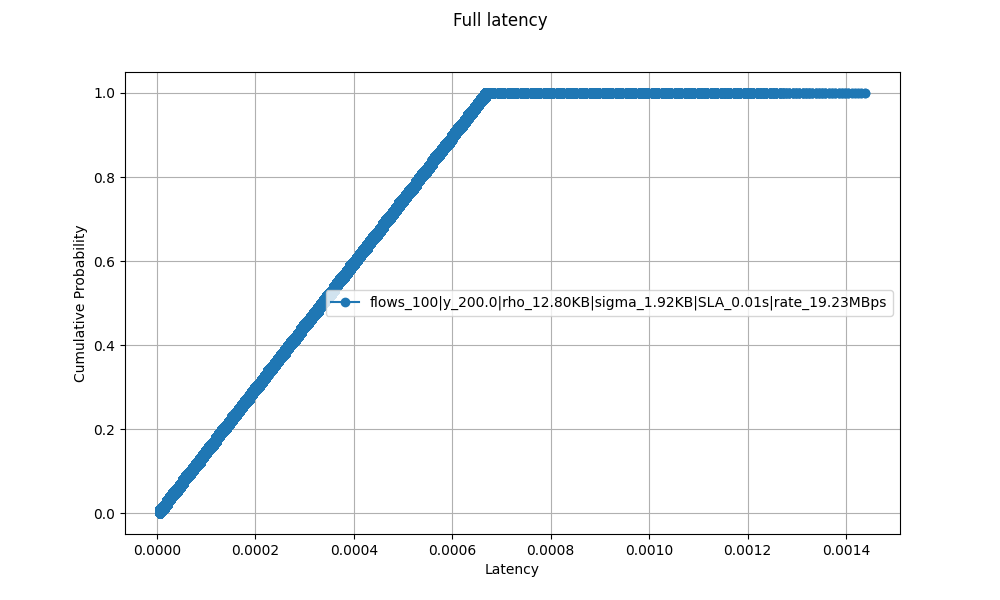 Full latency
1.0
0.8
0.6
0.4
0.2
0.0
Cumulative Probability
flows_100|y_200.0|rho_12.80KB|sigma_1.92KB|SLA_0.01s|rate_19.23MBps
0.0000 0.0002 0.0004 0.0006 0.0008 0.0010 0.0012 0.0014
Latency